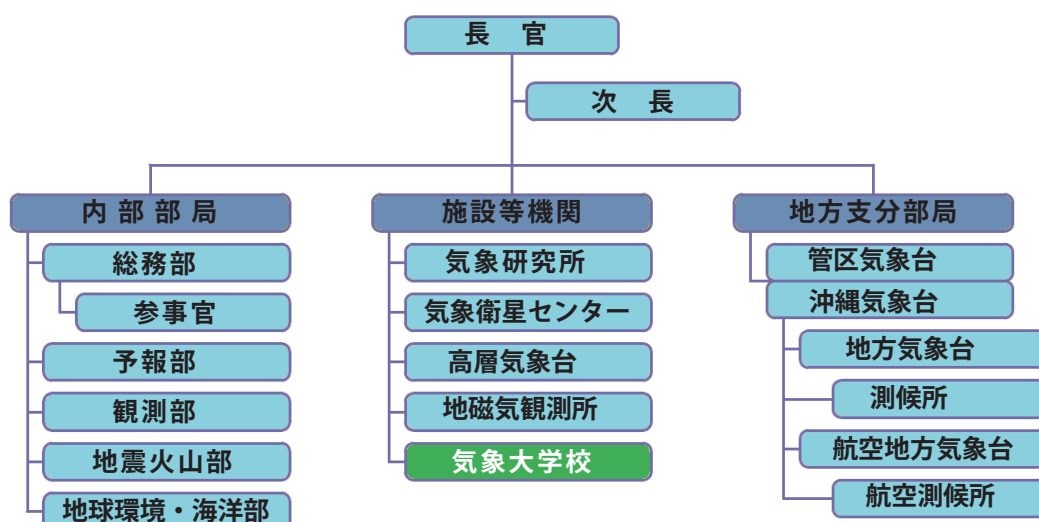 長　官
次　長
内部部局
総務部
参事官
予報部
観測部
地震火山部
地球環境・海洋部
施設等機関
気象研究所
気象衛星センター
高層気象台
地磁気観測所
気象大学校
地方支分部局
管区気象台
沖縄気象台
地方気象台
測候所
航空地方気象台
航空測候所